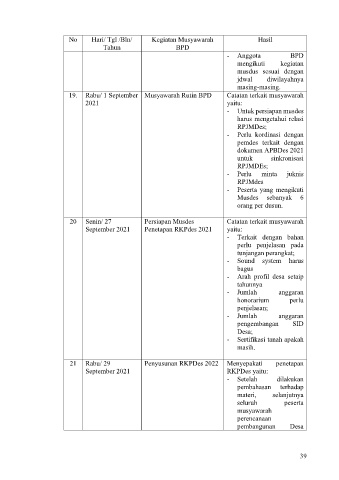 No Hari/ Tgl /Bln/ Kegiatan Musyawarah Hasil
Tahun BPD
- Anggota BPD
mengikuti kegiatan
musdus sesuai dengan
jdwal diwilayahnya
masing-masing.
19. Rabu/ 1 September Musyawarah Rutin BPD Catatan terkait musyawarah
2021 yaitu:
- Untuk persiapan musdes
harus mengetahui relasi
RPJMDes;
- Perlu kordinasi dengan
pemdes terkait dengan
dokumen APBDes 2021
untuk sinkronisasi
RPJMDEs;
- Perlu minta juknis
RPJMdes
- Peserta yang mengikuti
Musdes sebanyak 6
orang per dusun.
20 Senin/ 27 Persiapan Musdes Catatan terkait musyawarah
September 2021 Penetapan RKPdes 2021 yaitu:
- Terkait dengan bahan
perlu penjelasan pada
tunjangan perangkat;
- Sound system harus
bagus
- Arah profil desa setiap
tahunnya
- Jumlah anggaran
honorarium perlu
penjelasan;
- Jumlah anggaran
pengembangan SID
Desa;
- Sertifikasi tanah apakah
masih.
21 Rabu/ 29 Penyusunan RKPDes 2022 Menyepakati penetapan
September 2021 RKPDes yaitu:
- Setelah dilakukan
pembahasan terhadap
materi, selanjutnya
seluruh peserta
musyawarah
perencanaan
pembangunan Desa
39